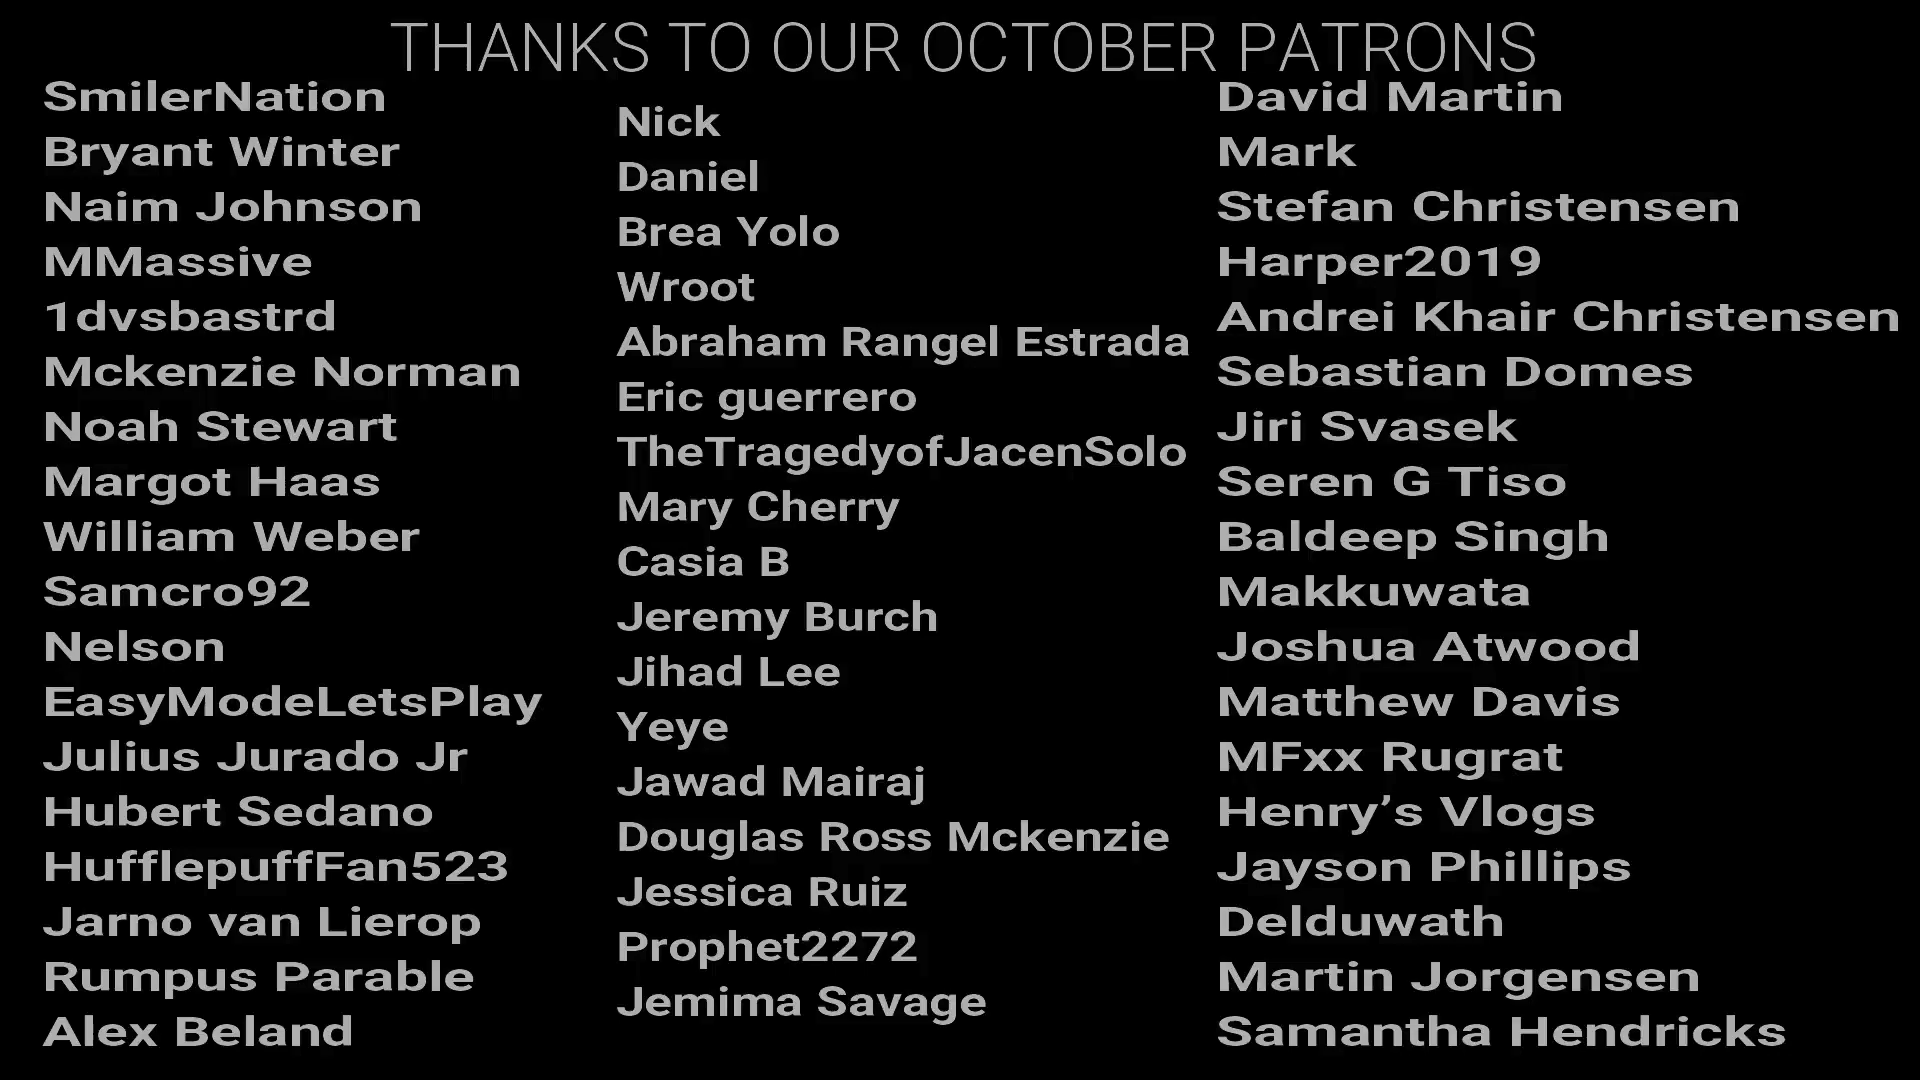 THANKS TO OUR OCTOBER PATRONS
SmilerNation
Bryant Winter
Naim Johnson
MMassive
1dvsbastrd
Mckenzie Norman
Noah Stewart
Margot Haas
William Weber
Samcro92
Nelson
EasyModeLetsPlay
Julius Jurado Jr
Hubert Sedano
HufflepuffFan523
Jarno van Lierop
Rumpus Parable
Alex Beland
Nick
Daniel
Brea Yolo
Wroot
Abraham Rangel Estrada
Eric guerrero
TheTragedyofJacenSolo
Mary Cherry
Casia B
Jeremy Burch
Jihad Lee
Yeye
Jawad Mairaj
Douglas Ross Mckenzie
Jessica Ruiz
Prophet2272
Jemima Savage
David Martin
Mark
Stefan Christensen
Harper2019
Andrei Khair Christensen
Sebastian Domes
Jiri Svasek
Seren G Tiso
Baldeep Singh
Makkuwata
Joshua Atwood
Matthew Davis
MFxx Rugrat
Henry’s Vlogs
Jayson Phillips
Delduwath
Martin Jorgensen
Samantha Hendricks